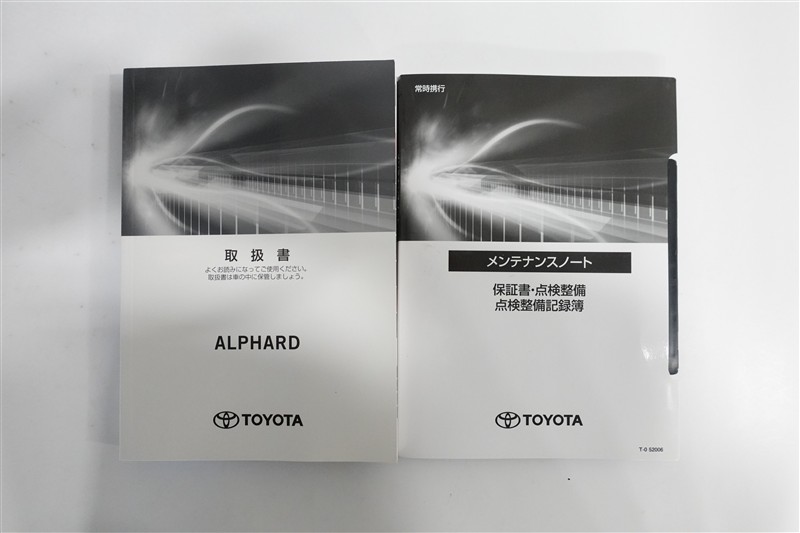 取扱書
よくお読みになってご使用ください。
取扱書は車の中に保管しましょう。
ALPHARD
TOYOTA
常時携行
メンテナンスノート
保証書・点検整備
点検整備記録簿
TOYOTA
T-0 52006